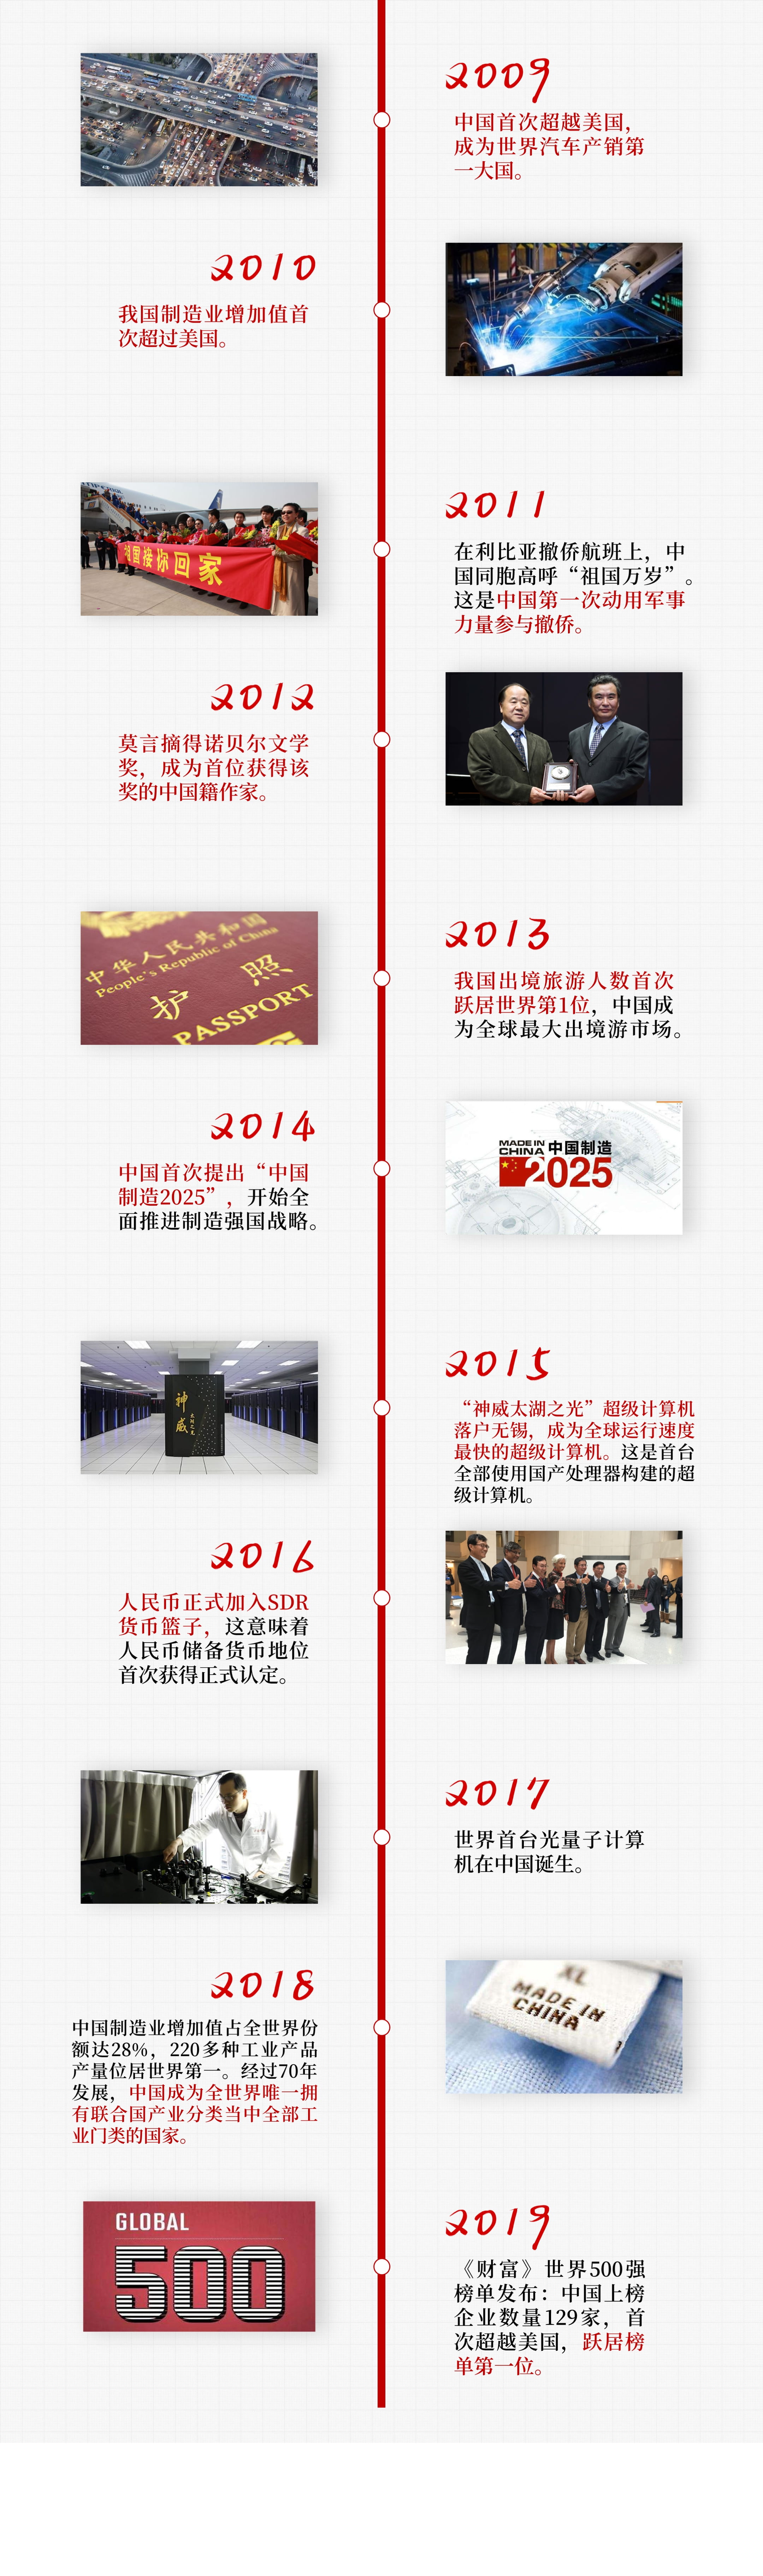 2009
中国首次超越美国，
成为世界汽车产销第
一大国。
2010
我国制造业增加值首
次超过美国。
祖国接你回家
2011
在利比亚撤侨航班上，中
国同胞高呼“祖国万岁”。
这是中国第一次动用军事
力量参与撤侨。
2012
莫言摘得诺贝尔文学
奖，成为首位获得该
奖的中国籍作家。
中华人民共和国
People's Republic of China
护 照
PASSPORT
2013
我国出境旅游人数首次
跃居世界第1位，中国成
为全球最大出境游市场。
2014
中国首次提出“中国
制造2025”，开始全
面推进制造强国战略。
MADE IN
CHINA 中国制造
2025
神威
太湖之光
2015
“神威太湖之光”超级计算机
落户无锡，成为全球运行速度
最快的超级计算机。这是首台
全部使用国产处理器构建的超
级计算机。
2016
人民币正式加入SDR
货币篮子，这意味着
人民币储备货币地位
首次获得正式认定。
2017
世界首台光量子计算
机在中国诞生。
2018
中国制造业增加值占全世界份
额达28%，220多种工业产品
产量位居世界第一。经过70年
发展，中国成为全世界唯一拥
有联合国产业分类当中全部工
业门类的国家。
XL
MADE IN
CHINA
GLOBAL
500
2019
《财富》世界500强
榜单发布：中国上榜
企业数量129家，首
次超越美国，跃居榜
单第一位。